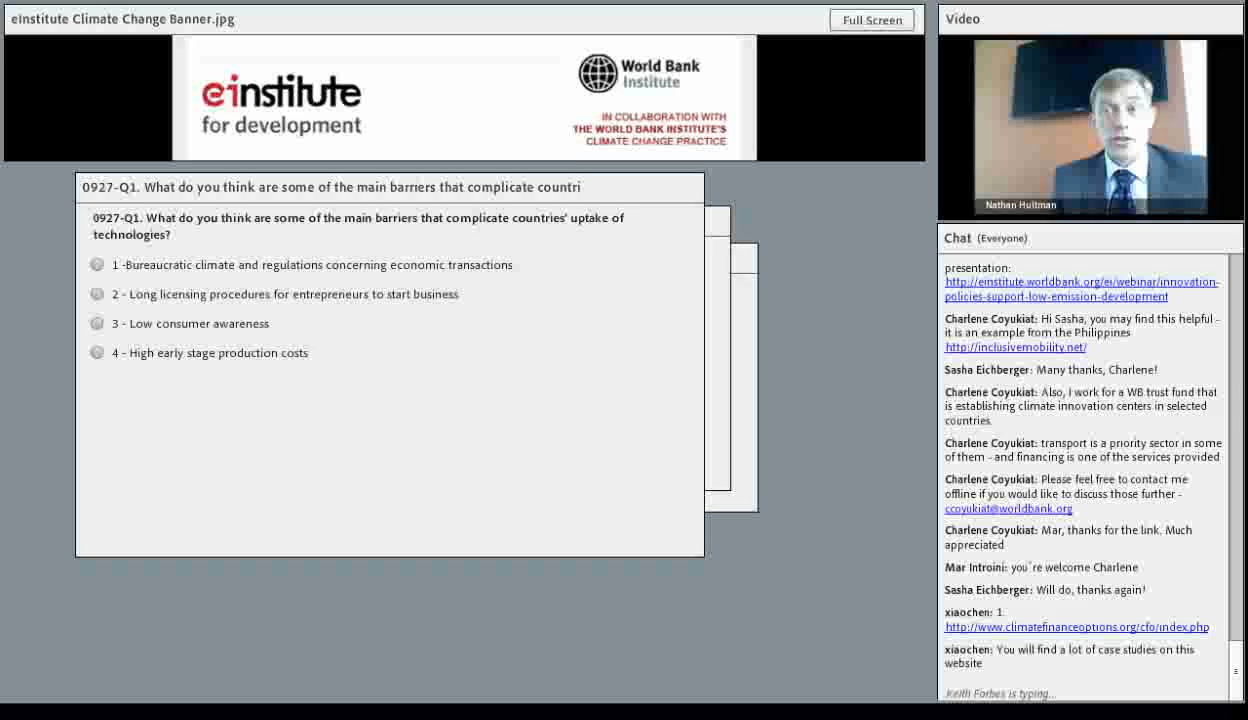 eInstitute Climate Change Banner.jpg
Full Screen
einstitute
for development
World Bank
Institute
IN COLLABORATION WITH
THE WORLD BANK INSTITUTE'S
CLIMATE CHANGE PRACTICE
0927-Q1. What do you think are some of the main barriers that complicate countri
0927-Q1. What do you think are some of the main barriers that complicate countries' uptake of
technologies?
1 -Bureaucratic climate and regulations concerning economic transactions
2 - Long licensing procedures for entrepreneurs to start business
3 - Low consumer awareness
4 - High early stage production costs
Video
Nathan Hultman
Chat (Everyone)
presentation:
http://einstitute.worldbank.org/ei/webinar/innovation-
policies-support-low-emission-development
Charlene Coyukiat: Hi Sasha, you may find this helpful -
it is an example from the Philippines
http://inclusivemobility.net/
Sasha Eichberger: Many thanks, Charlene!
Charlene Coyukiat: Also, I work for a WB trust fund that
is establishing climate innovation centers in selected
countries.
Charlene Coyukiat: transport is a priority sector in some
of them - and financing is one of the services provided
Charlene Coyukiat: Please feel free to contact me
offline if you would like to discuss those further -
ccoyukiat@worldbank.org
Charlene Coyukiat: Mar, thanks for the link. Much
appreciated
Mar Introini: you're welcome Charlene
Sasha Eichberger: Will do, thanks again!
xiaochen: 1.
http://www.climatefinanceoptions.org/cfo/index.php
xiaochen: You will find a lot of case studies on this
website
Keith Forbes is typing...